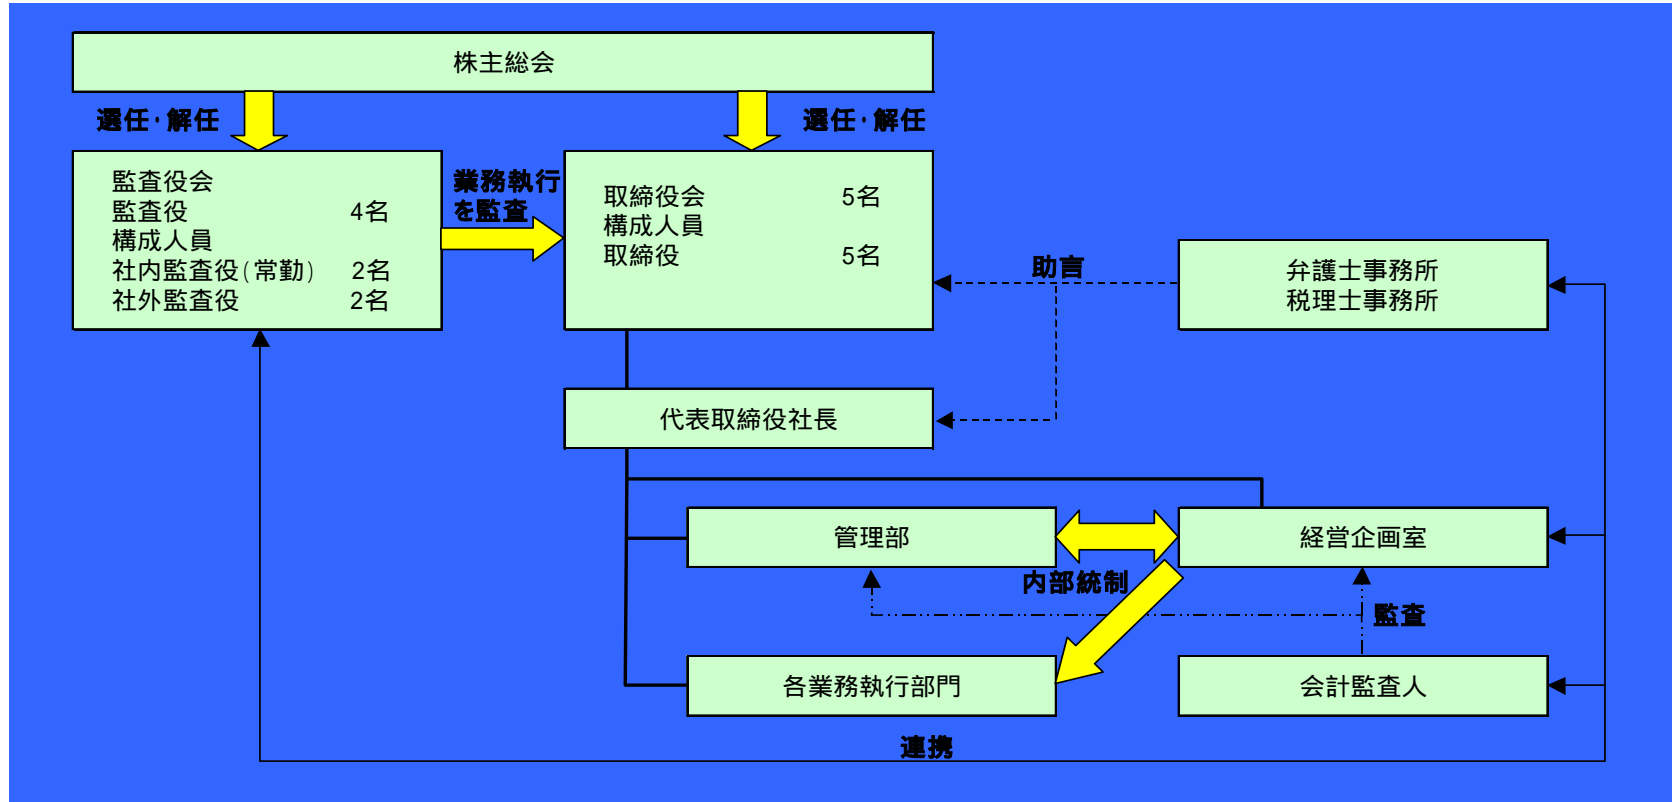 株主総会
選任・解任
選任・解任
監査役会
監査役 4名
構成人員
社内監査役(常勤) 2名
社外監査役 2名
業務執行
を監査
取締役会 5名
構成人員
取締役 5名
助言
弁護士事務所
税理士事務所
代表取締役社長
管理部
経営企画室
内部統制
監査
各業務執行部門
会計監査人
連携